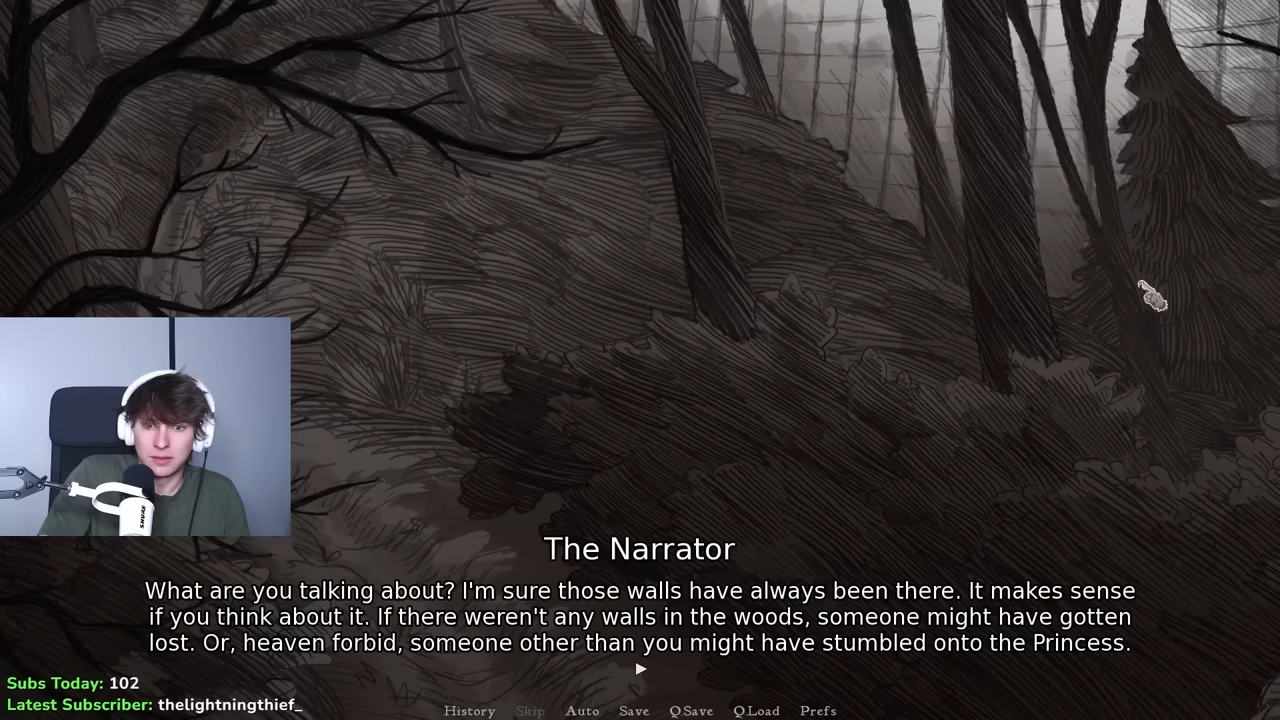 SHURE
The Narrator
What are you talking about? I'm sure those walls have always been there. It makes sense
if you think about it. If there weren't any walls in the woods, someone might have gotten
lost. Or, heaven forbid, someone other than you might have stumbled onto the Princess.
Subs Today: 102
Latest Subscriber: thelightningthief_
History Skip Auto Save Q.Save Q.Load Prefs